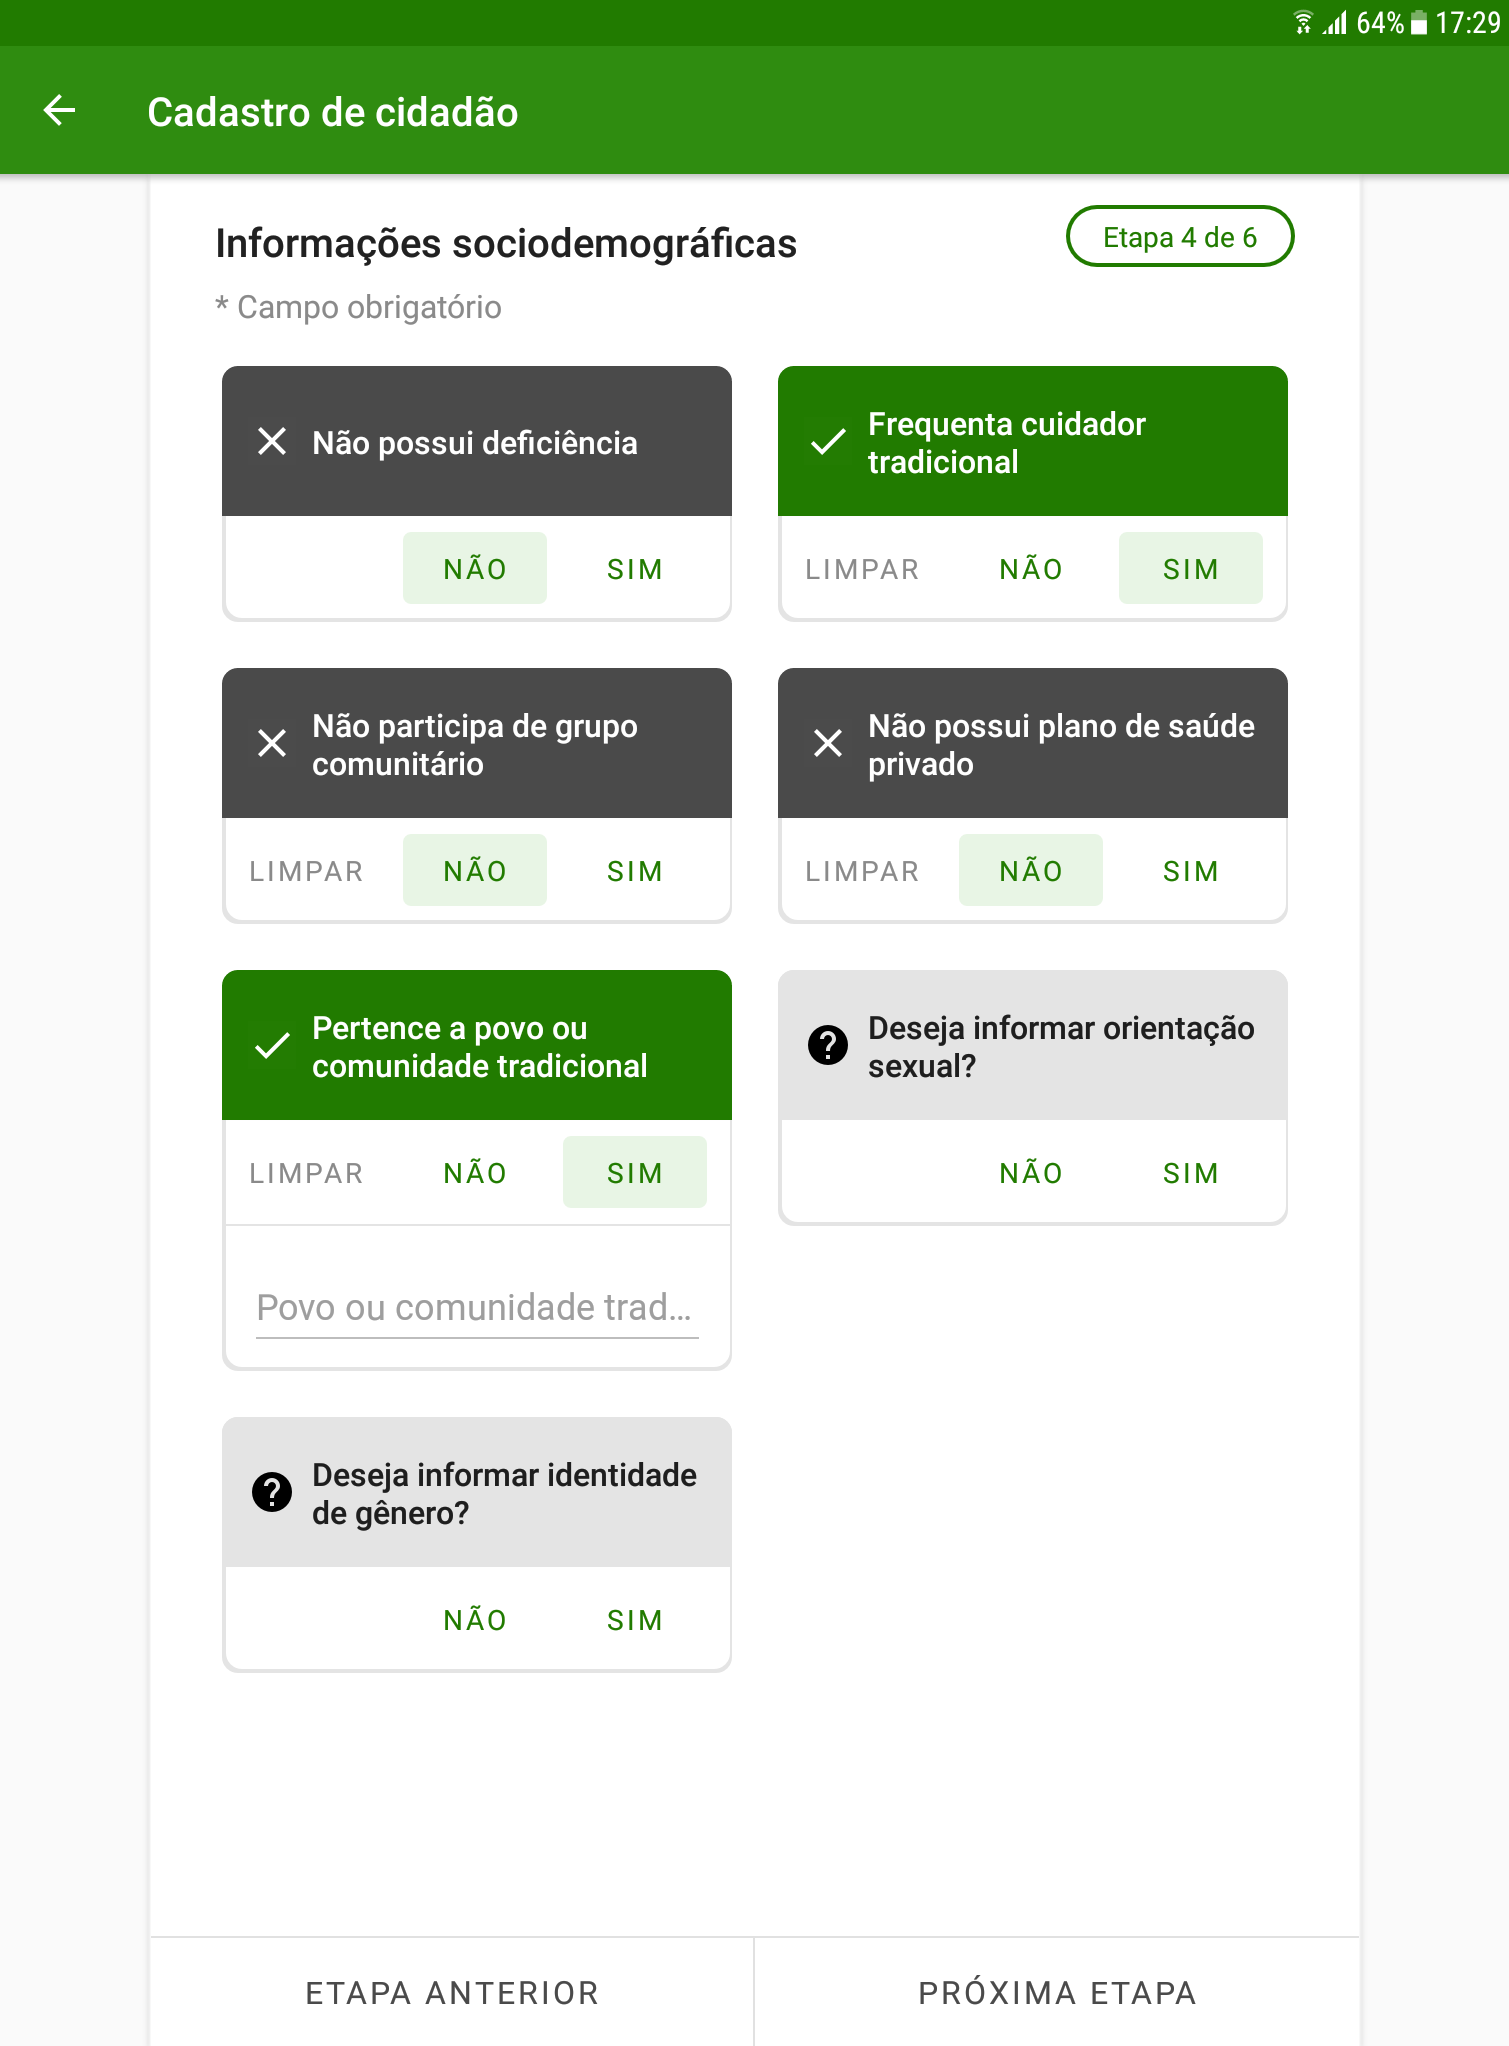 64% 17:29
Cadastro de cidadão
Informações sociodemográficas
Etapa 4 de 6
* Campo obrigatório
Não possui deficiência
NÃO SIM
Frequenta cuidador
tradicional
LIMPAR NÃO SIM
Não participa de grupo
comunitário
LIMPAR NÃO SIM
Não possui plano de saúde
privado
LIMPAR NÃO SIM
Pertence a povo ou
comunidade tradicional
LIMPAR NÃO SIM
Povo ou comunidade trad...
Deseja informar orientação
sexual?
NÃO SIM
Deseja informar identidade
de gênero?
NÃO SIM
ETAPA ANTERIOR
PRÓXIMA ETAPA